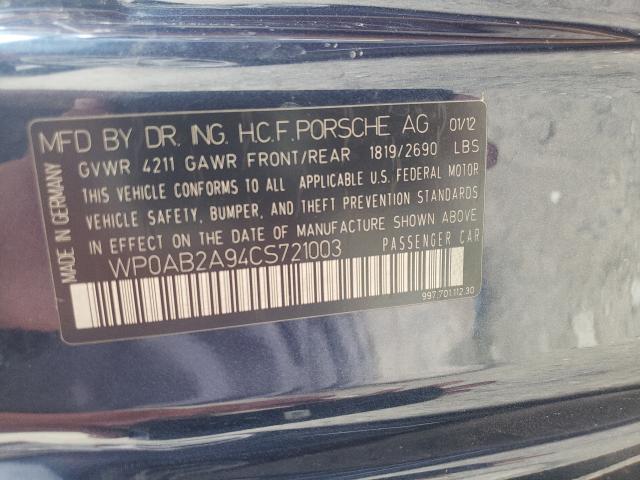 MFD BY DR. ING. H.C.F. PORSCHE AG 01/12
GVWR 4211 GAWR FRONT/REAR 1819/2690 LBS
THIS VEHICLE CONFORMS TO ALL APPLICABLE U.S. FEDERAL MOTOR
VEHICLE SAFETY, BUMPER, AND THEFT PREVENTION STANDARDS
IN EFFECT ON THE DATE OF MANUFACTURE SHOWN ABOVE
WP0AB2A94CS721003 PASSENGER CAR
997.701.112.30
MADE IN GERMANY